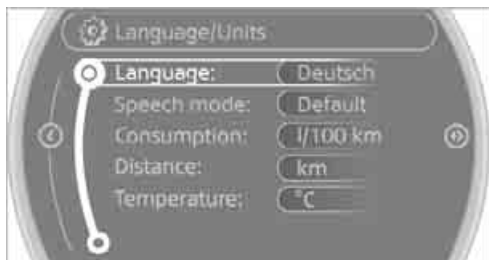 Language/Units
Language: Deutsch
Speech mode: Default
Consumption: l/100 km
Distance: km
Temperature: °C